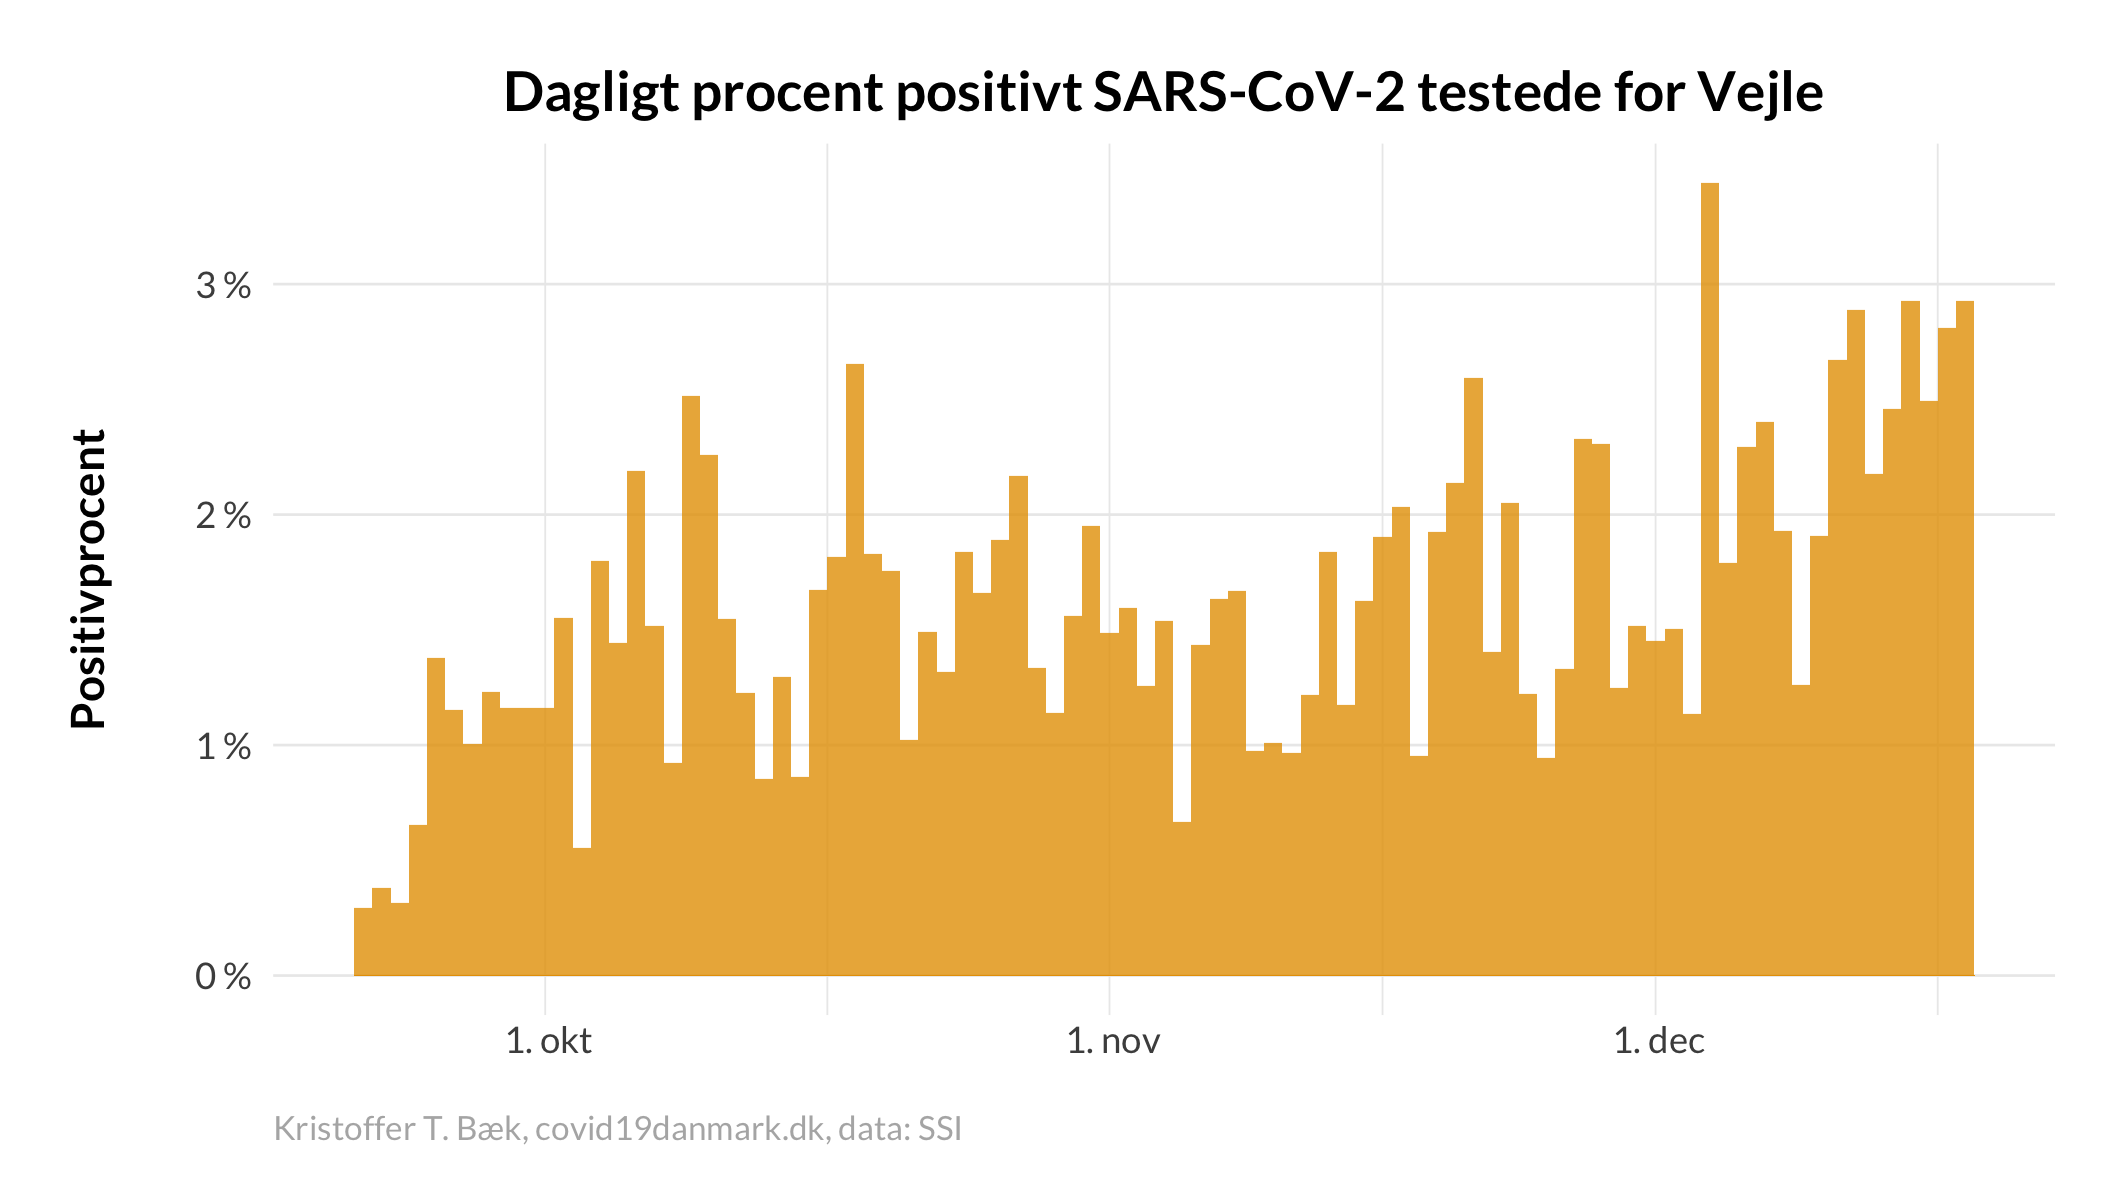 Dagligt procent positivt SARS-CoV-2 testede for Vejle
Positivprocent
3 %
2 %
1 %
0 %
1. okt
1. nov
1. dec
Kristoffer T. Bæk, covid19danmark.dk, data: SSI